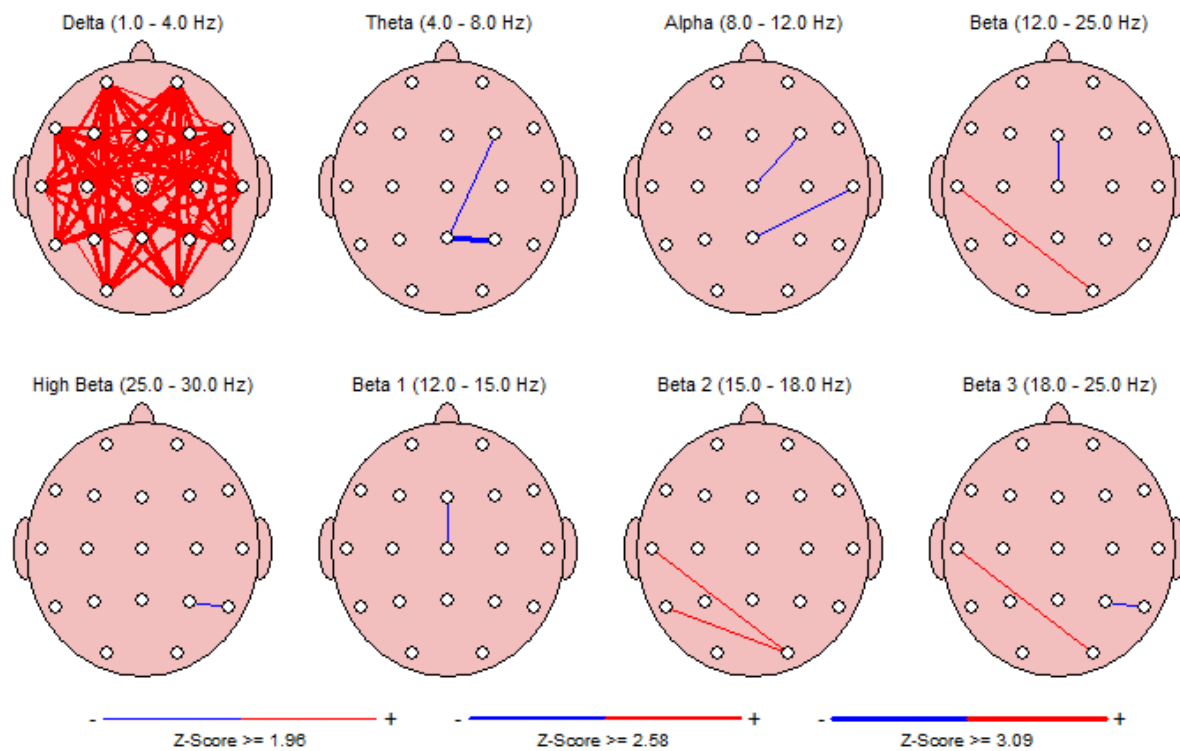 Delta (1.0 - 4.0 Hz) Theta (4.0 - 8.0 Hz) Alpha (8.0 - 12.0 Hz) Beta (12.0 - 25.0 Hz)
High Beta (25.0 - 30.0 Hz) Beta 1 (12.0 - 15.0 Hz) Beta 2 (15.0 - 18.0 Hz) Beta 3 (18.0 - 25.0 Hz)
- + - + - +
Z-Score >= 1.96 Z-Score >= 2.58 Z-Score >= 3.09